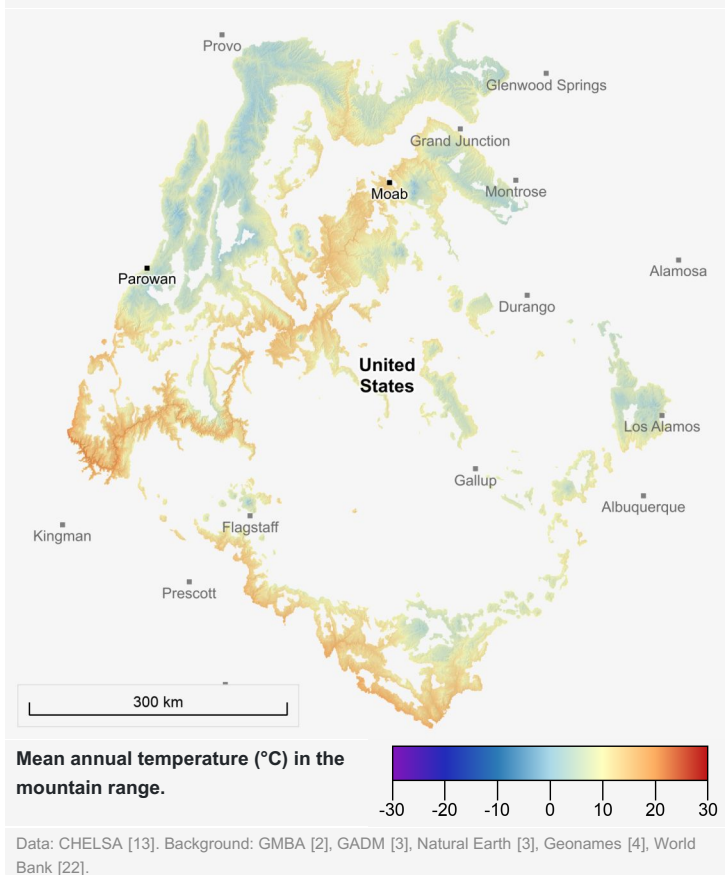 Provo
Glenwood Springs
Grand Junction
Moab
Montrose
Alamosa
Parowan
Durango
United
States
Los Alamos
Gallup
Albuquerque
Flagstaff
Kingman
Prescott
300 km
Mean annual temperature (°C) in the
mountain range.
-30 -20 -10 0 10 20 30
Data: CHELSA [13]. Background: GMBA [2], GADM [3], Natural Earth [3], Geonames [4], World
Bank [22].